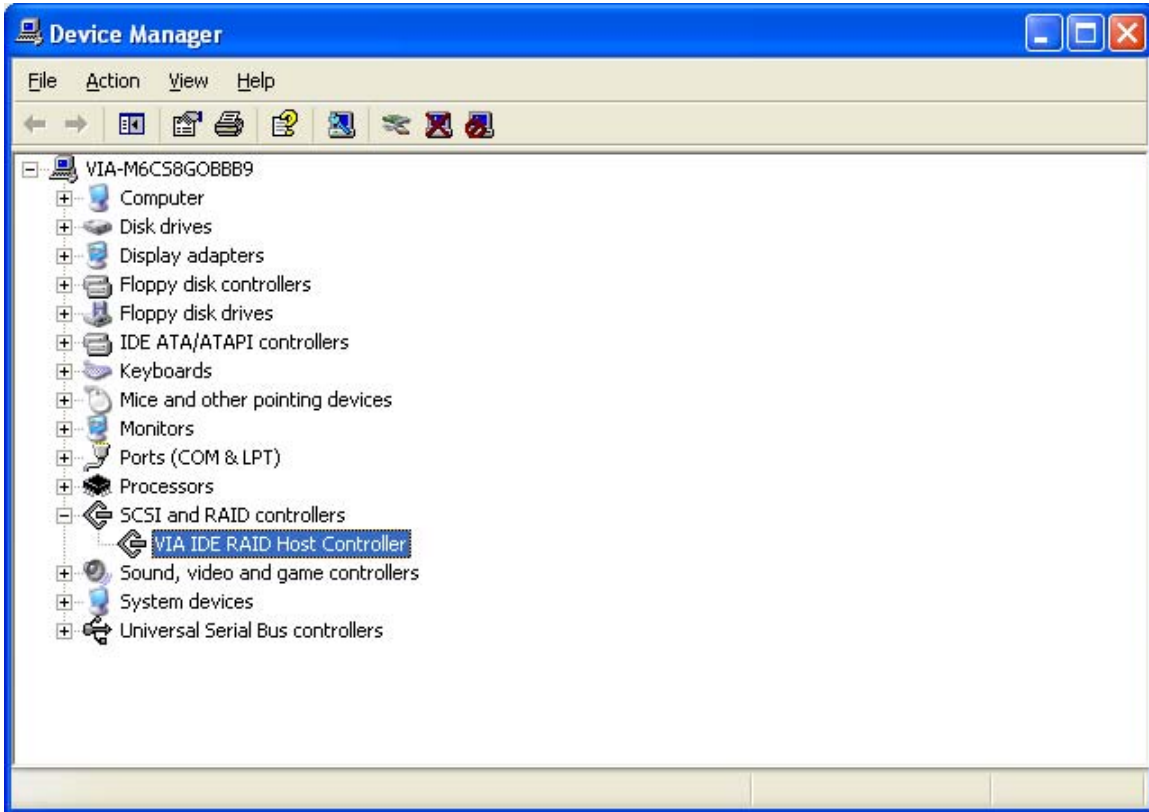 Device Manager
File Action View Help
VIA-M6CS8GOBBB9
Computer
Disk drives
Display adapters
Floppy disk controllers
Floppy disk drives
IDE ATA/ATAPI controllers
Keyboards
Mice and other pointing devices
Monitors
Ports (COM & LPT)
Processors
SCSI and RAID controllers
VIA IDE RAID Host Controller
Sound, video and game controllers
System devices
Universal Serial Bus controllers